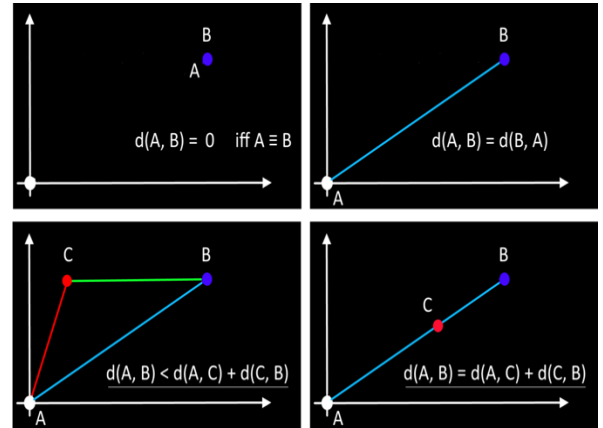 B
A
d(A, B) = 0 iff A ≡ B
B
d(A, B) = d(B, A)
A
C
B
d(A, B) < d(A, C) + d(C, B)
A
B
C
d(A, B) = d(A, C) + d(C, B)
A